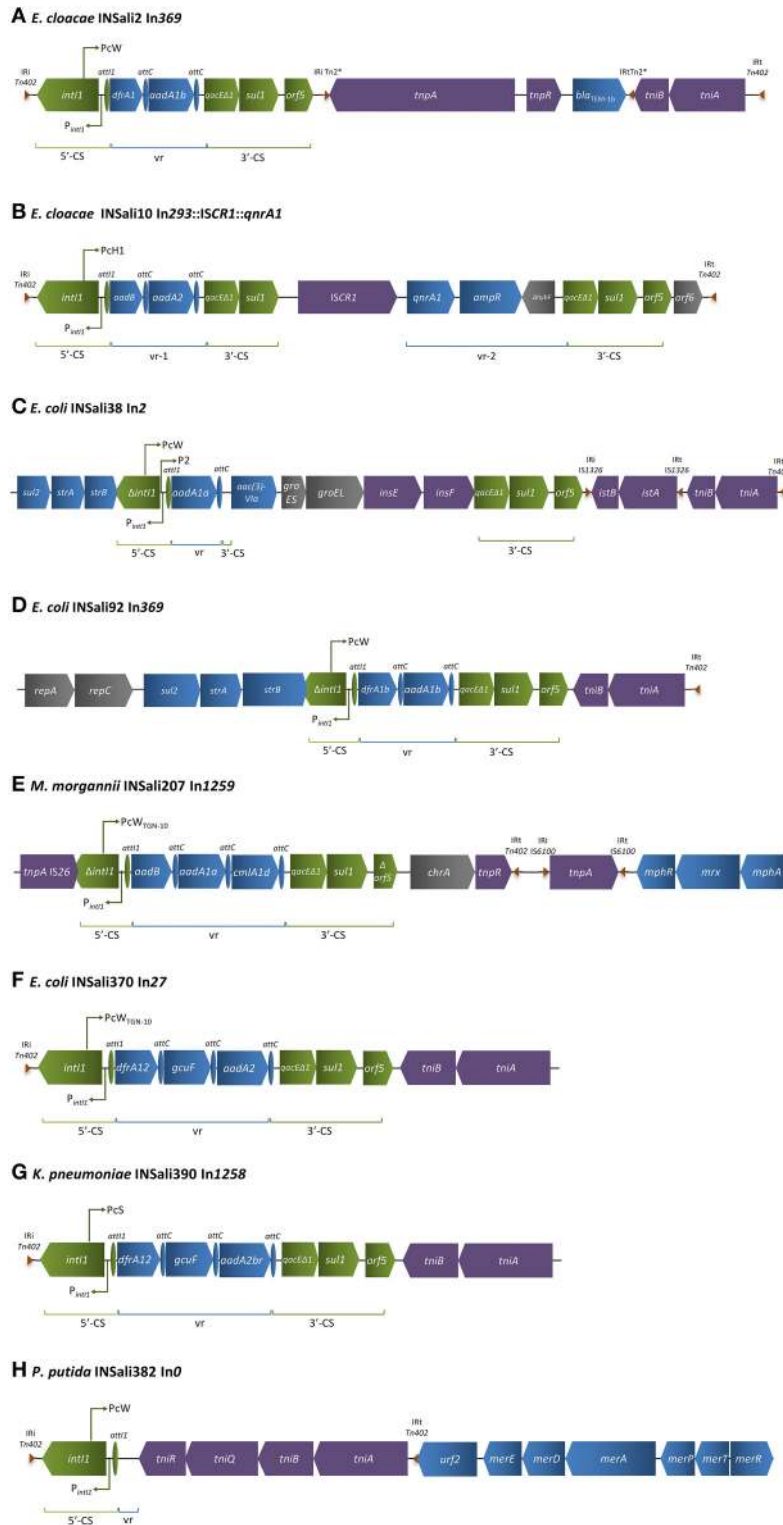 A E. cloacae INSali2 In369
PcW
IRi Tn402
attI1 attC attC
IRi Tn2* IRtTn2* IRt Tn402
intI1 dfrA1 aadA1b qacEΔ1 sul1 orf5 tnpA tnpR blaTEM-1b tniB tniA
PintI1
5'-CS vr 3'-CS
B E. cloacae INSali10 In293::ISCR1::qnrA1
PcH1
IRi Tn402
attI1 attC attC
IRt Tn402
intI1 aadB aadA2 qacEΔ1 sul1 ISCR1 qnrA1 ampR qacEΔ1 sul1 orf5 orf6
PintI1
5'-CS vr-1 3'-CS vr-2 3'-CS
C E. coli INSali38 In2
PcW
P2
attI1 attC
IRi IS1326 IRt IS1326 IRt Tn402
sul2 strA strB ΔintI1 aadA1a aac(3)-VIa gro ES groEL insE insF qacEΔ1 sul1 orf5 istB istA tniB tniA
PintI1
5'-CS vr 3'-CS 3'-CS
D E. coli INSali92 In369
PcW
attI1 attC attC
IRt Tn402
repA repC sul2 strA strB ΔintI1 dfrA1b aadA1b qacEΔ1 sul1 orf5 tniB tniA
PintI1
5'-CS vr 3'-CS
E M. morgannii INSali207 In1259
PcWTGN-10
attI1 attC attC attC
IRt Tn402 IRi IS6100 IRt IS6100
tnpA IS26 ΔintI1 aadB aadA1a cmlA1d qacEΔ1 sul1 Δ orf5 chrA tnpR tnpA mphR mrx mphA
PintI1
5'-CS vr 3'-CS
F E. coli INSali370 In27
PcWTGN-10
IRi Tn402
attI1 attC attC attC
intI1 dfrA12 gcuF aadA2 qacEΔ1 sul1 orf5 tniB tniA
PintI1
5'-CS vr 3'-CS
G K. pneumoniae INSali390 In1258
PcS
IRi Tn402
attI1 attC attC attC
intI1 dfrA12 gcuF aadA2br qacEΔ1 sul1 orf5 tniB tniA
PintI1
5'-CS vr 3'-CS
H P. putida INSali382 In0
PcW
IRi Tn402
attI1
IRt Tn402
intI1 tniR tniQ tniB tniA urf2 merE merD merA merP merT merR
PintI1
5'-CS vr